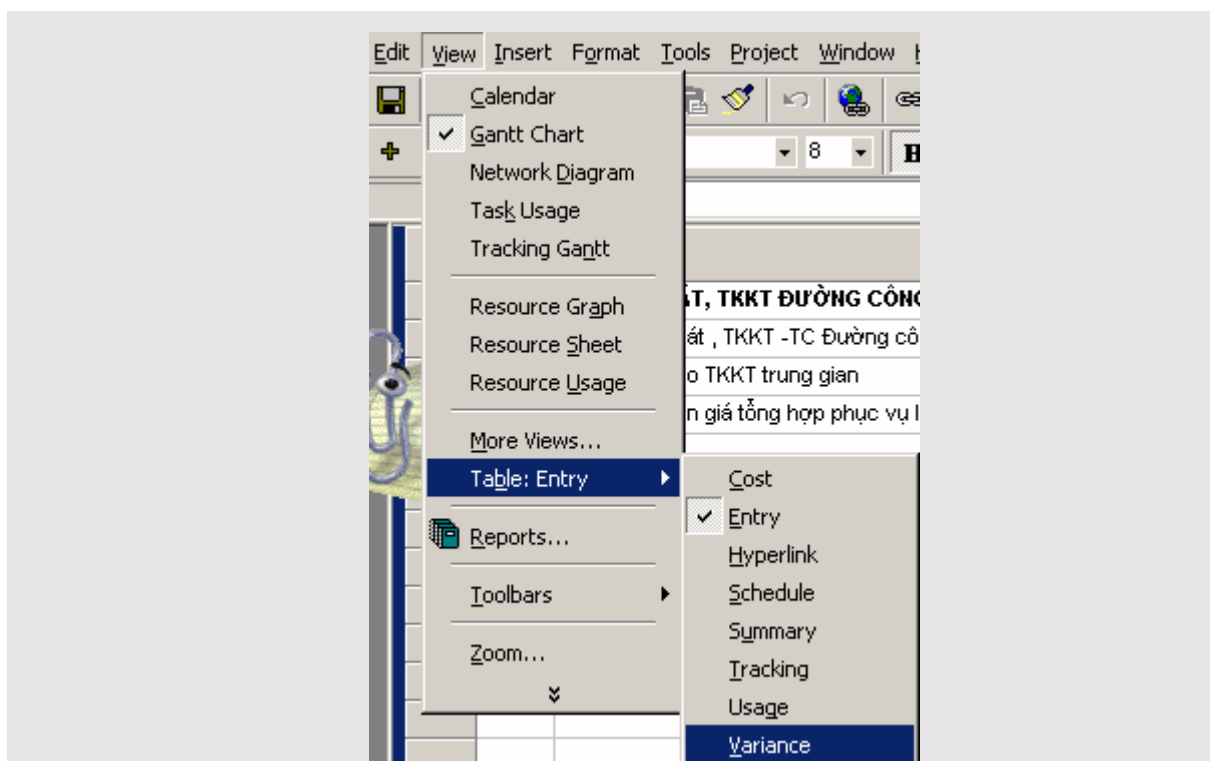 Edit View Insert Format Tools Project Window
8
Calendar
Gantt Chart
Network Diagram
Task Usage
Tracking Gantt
Resource Graph
Resource Sheet
Resource Usage
More Views...
Table: Entry
Reports...
Toolbars
Zoom...
ÁT, TKKT ĐƯỜNG CÔNG
át , TKKT -TC Đường cô
o TKKT trung gian
n giá tổng hợp phục vụ l
Cost
Entry
Hyperlink
Schedule
Summary
Tracking
Usage
Variance